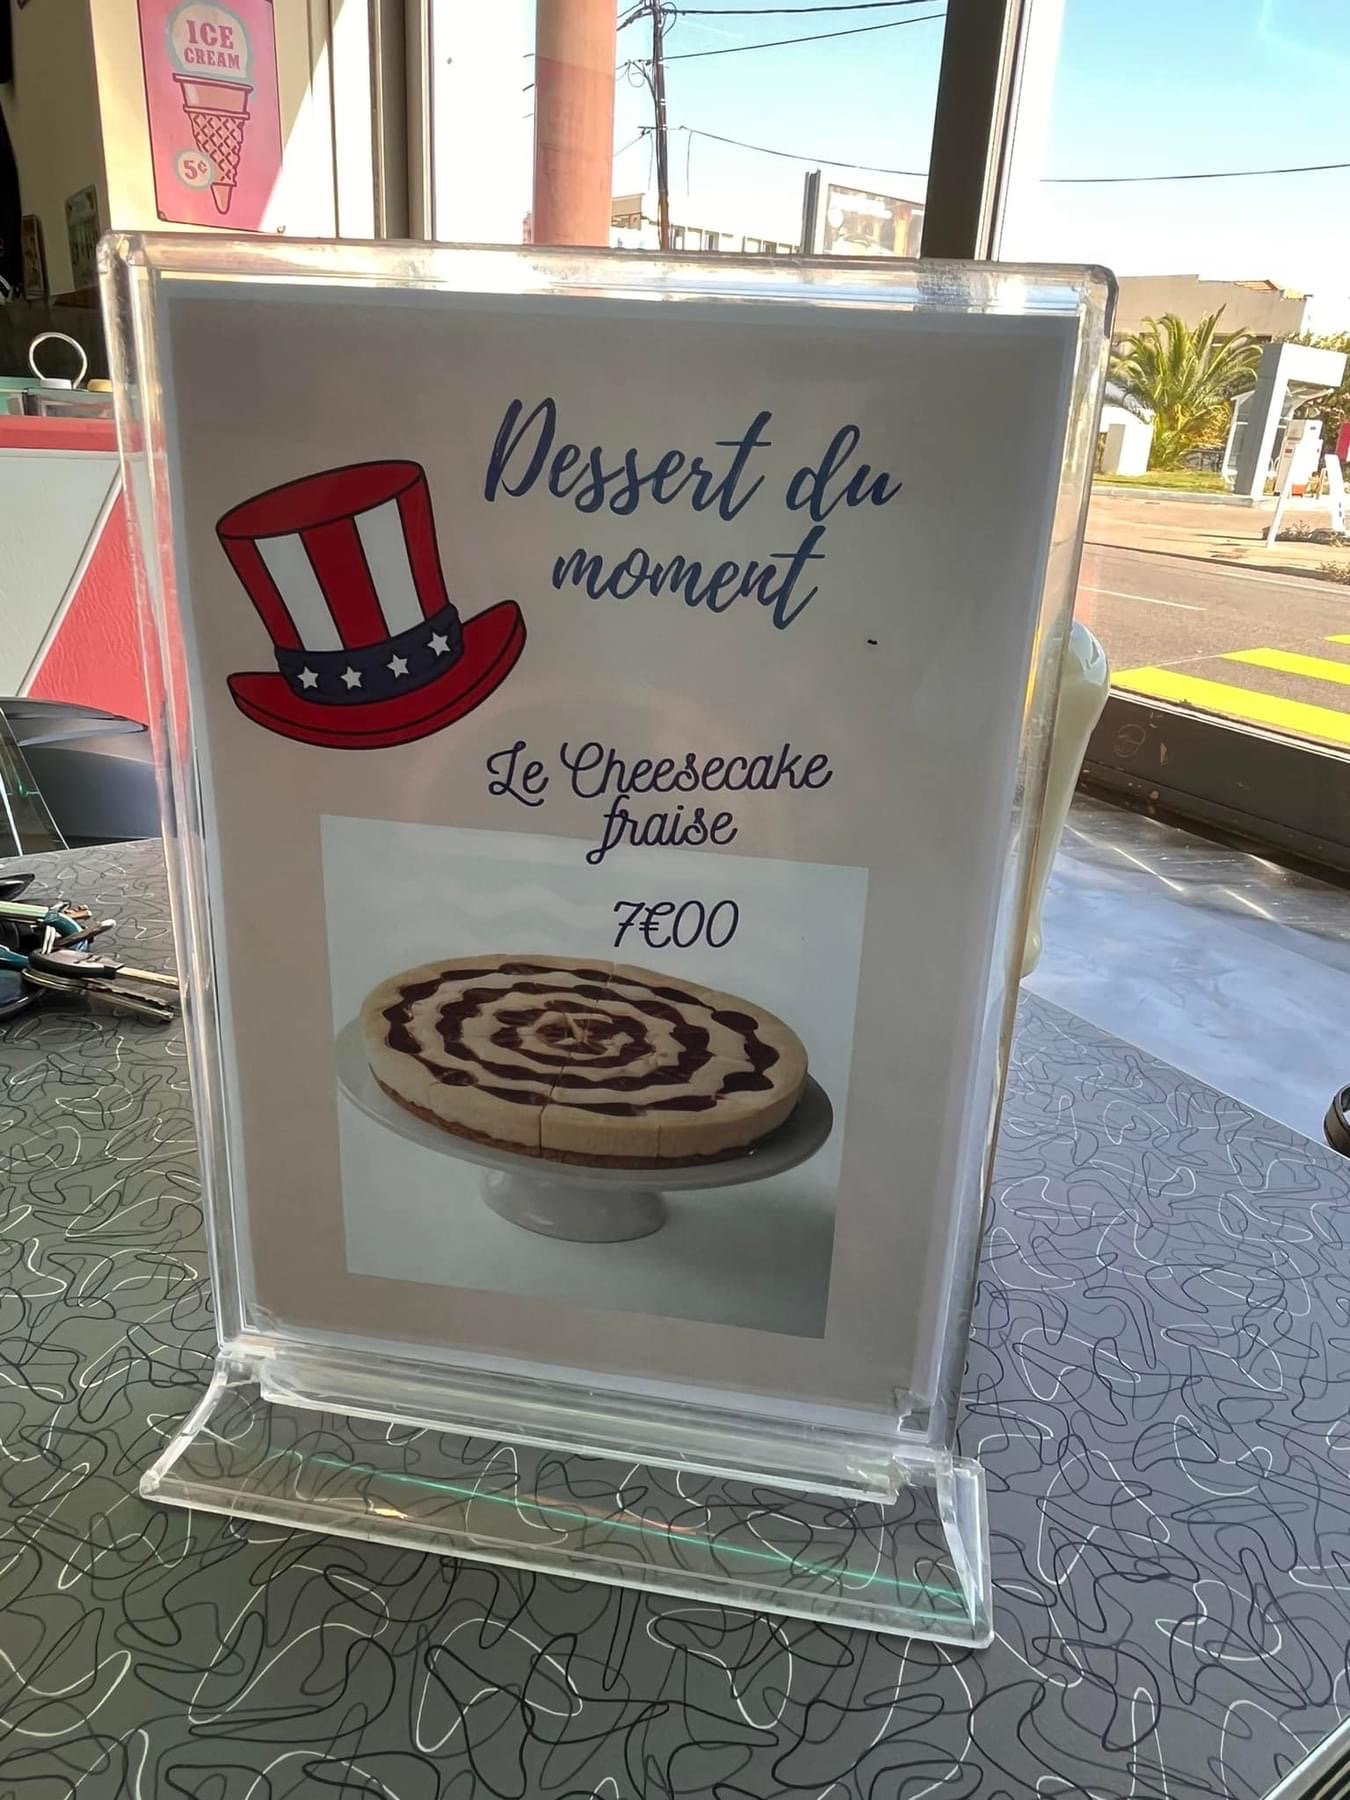 ICE
CREAM
5¢
Dessert du
moment
Le Cheesecake
fraise
7€00